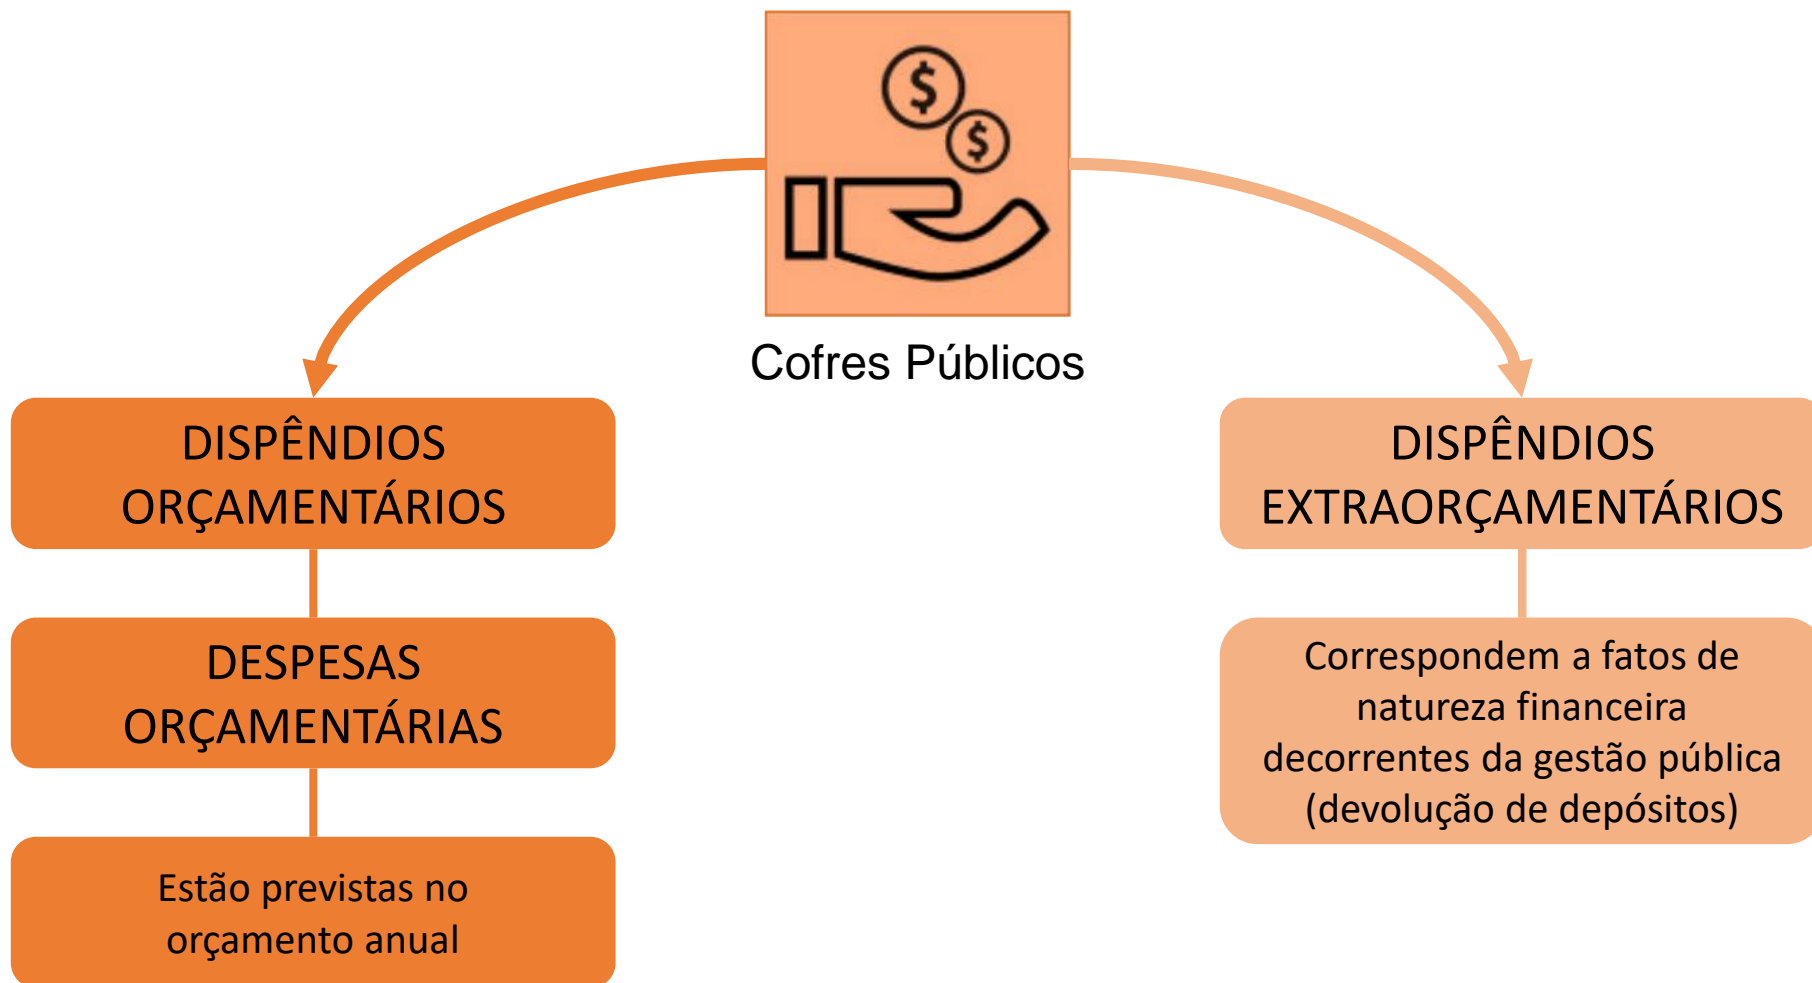 $
$
Cofres Públicos
DISPÊNDIOS
ORÇAMENTÁRIOS
DESPESAS
ORÇAMENTÁRIAS
Estão previstas no
orçamento anual
DISPÊNDIOS
EXTRAORÇAMENTÁRIOS
Correspondem a fatos de
natureza financeira
decorrentes da gestão pública
(devolução de depósitos)